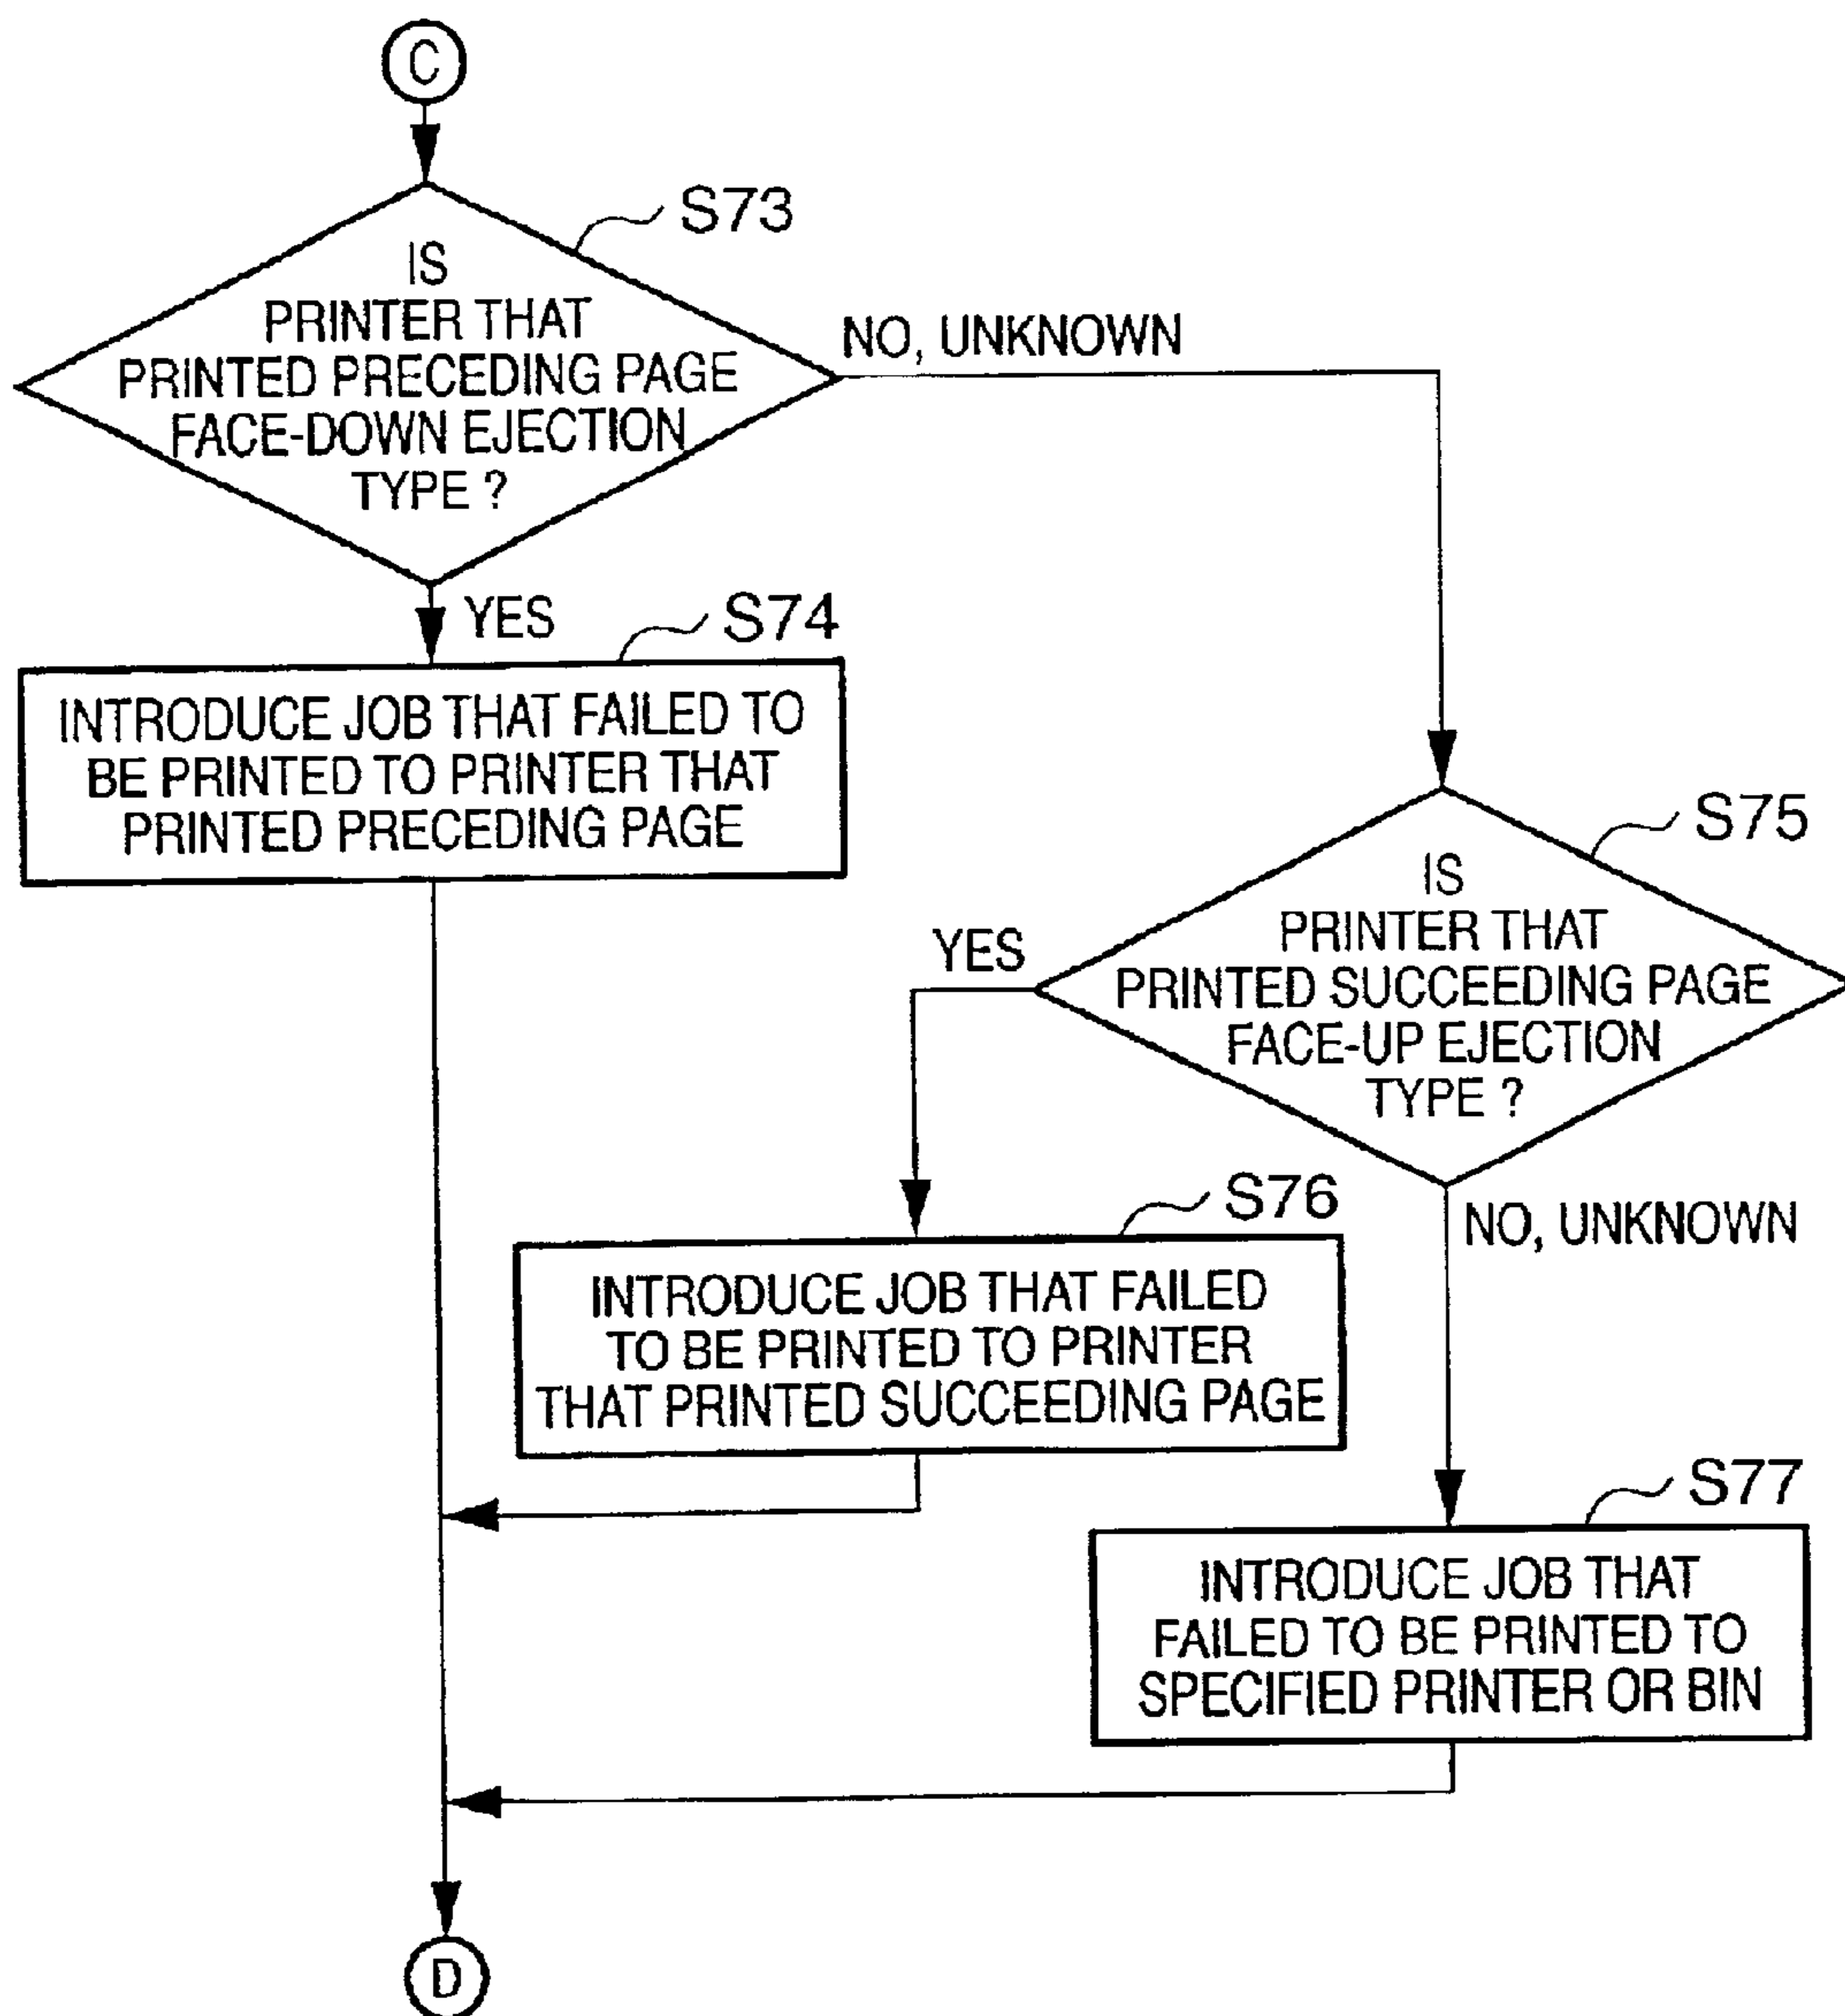 C
S73
IS
PRINTER THAT
PRINTED PRECEDING PAGE
FACE-DOWN EJECTION
TYPE ?
NO, UNKNOWN
YES
S74
INTRODUCE JOB THAT FAILED TO
BE PRINTED TO PRINTER THAT
PRINTED PRECEDING PAGE
S75
IS
PRINTER THAT
PRINTED SUCCEEDING PAGE
FACE-UP EJECTION
TYPE ?
YES
NO, UNKNOWN
S76
INTRODUCE JOB THAT FAILED
TO BE PRINTED TO PRINTER
THAT PRINTED SUCCEEDING PAGE
S77
INTRODUCE JOB THAT
FAILED TO BE PRINTED TO
SPECIFIED PRINTER OR BIN
D